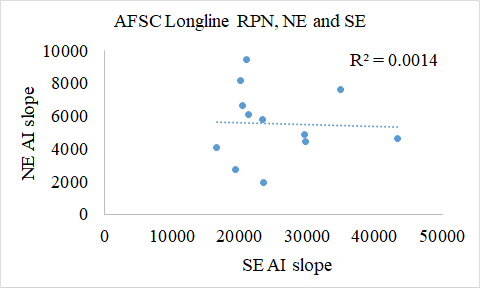 AFSC Longline RPN, NE and SE
R² = 0.0014
10000
8000
6000
4000
2000
0
NE AI slope
0 10000 20000 30000 40000 50000
SE AI slope